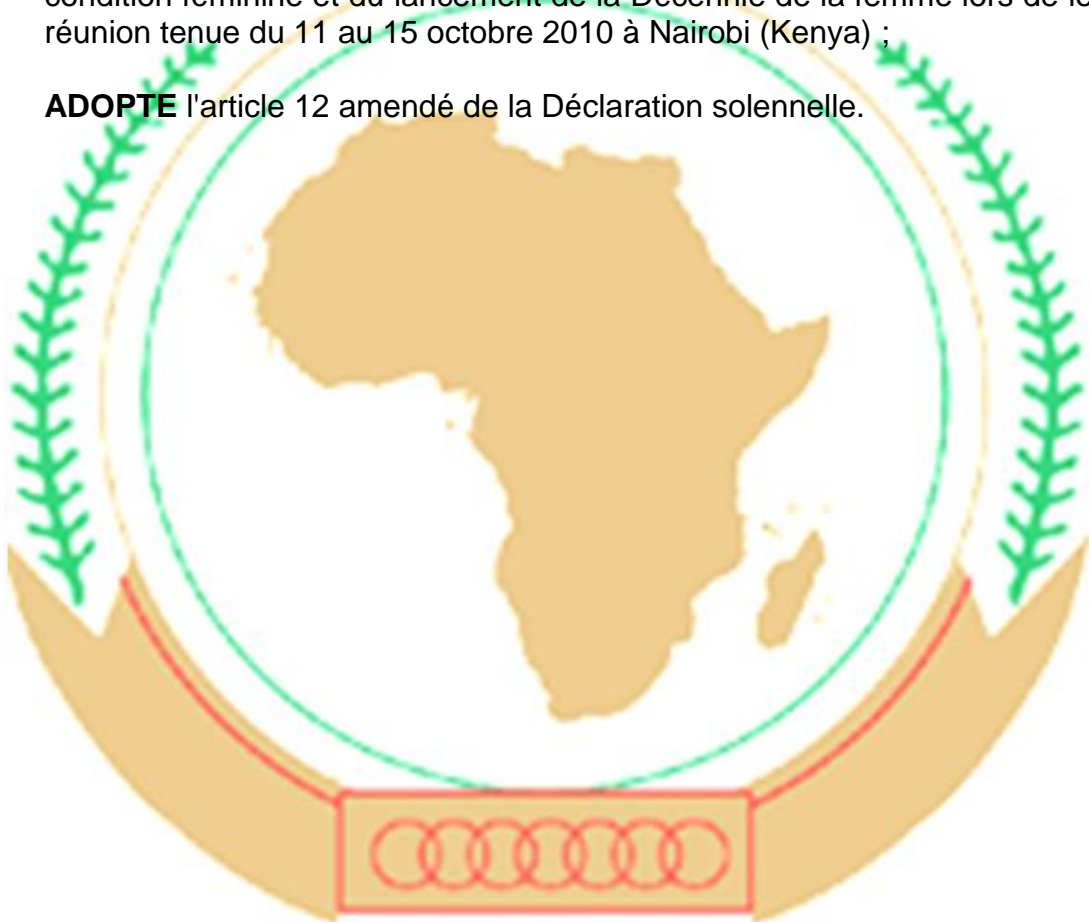 condition féminine et du lancement de la Décennie de la femme lors de
réunion tenue du 11 au 15 octobre 2010 à Nairobi (Kenya) ;
ADOPTE l'article 12 amendé de la Déclaration solennelle.